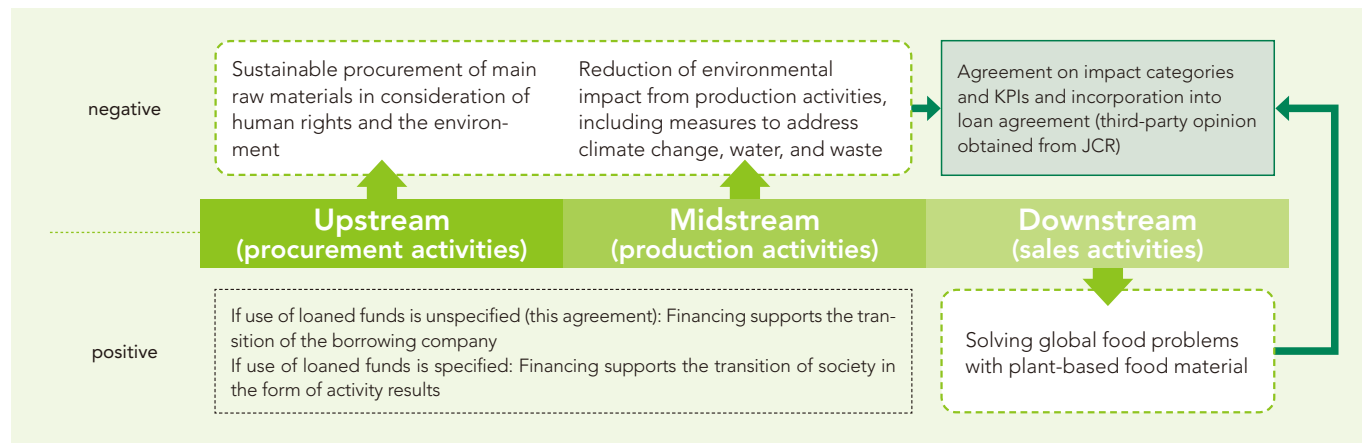 negative
Sustainable procurement of main
raw materials in consideration of
human rights and the environ-
ment
Reduction of environmental
impact from production activities,
including measures to address
climate change, water, and waste
Agreement on impact categories
and KPIs and incorporation into
loan agreement (third-party opinion
obtained from JCR)
Upstream
(procurement activities)
Midstream
(production activities)
Downstream
(sales activities)
positive
If use of loaned funds is unspecified (this agreement): Financing supports the tran-
sition of the borrowing company
If use of loaned funds is specified: Financing supports the transition of society in
the form of activity results
Solving global food problems
with plant-based food material